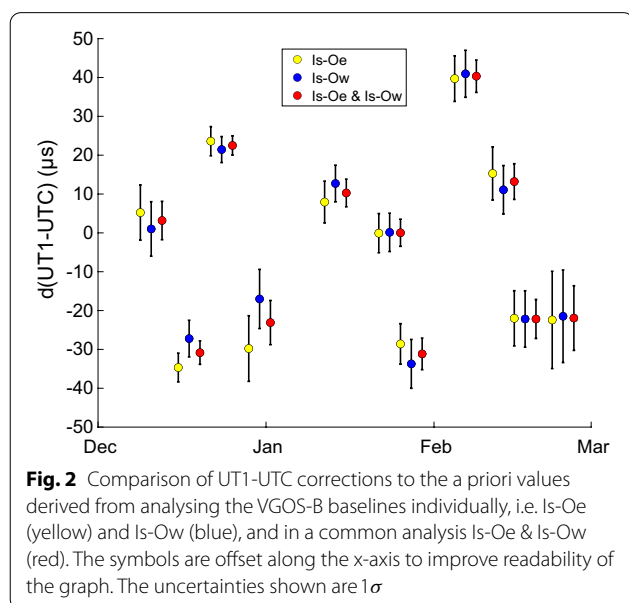 Is-Oe
Is-Ow
Is-Oe & Is-Ow
d(UT1-UTC) (µs)
50
40
30
20
10
0
-10
-20
-30
-40
-50
Dec Jan Feb Mar
Fig. 2 Comparison of UT1-UTC corrections to the a priori values
derived from analysing the VGOS-B baselines individually, i.e. Is-Oe
(yellow) and Is-Ow (blue), and in a common analysis Is-Oe & Is-Ow
(red). The symbols are offset along the x-axis to improve readability of
the graph. The uncertainties shown are 1σ